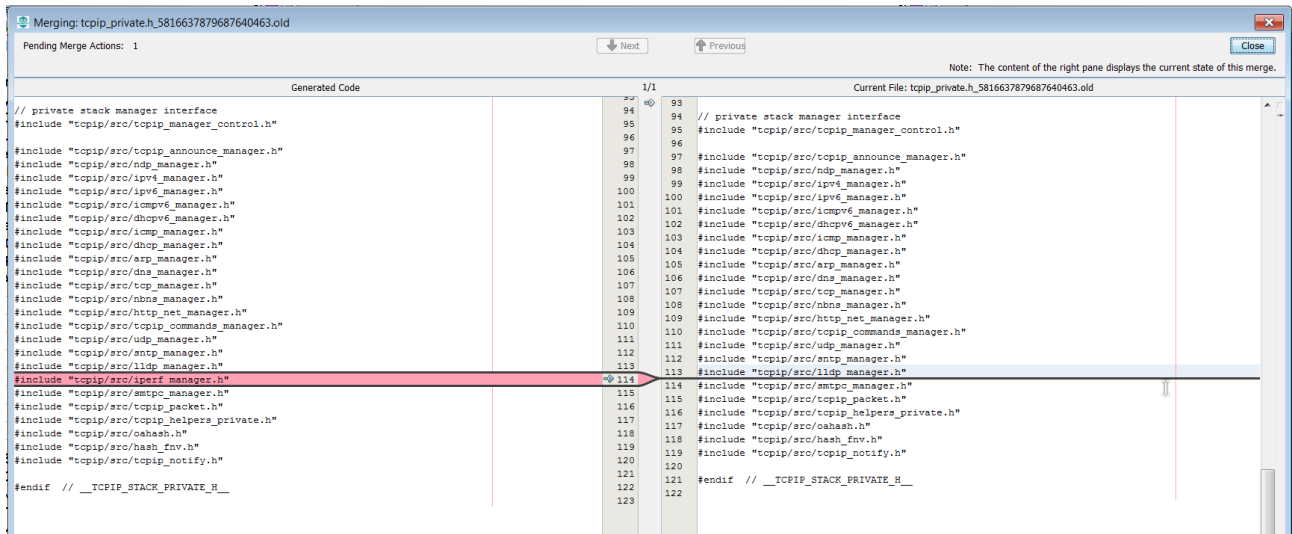 Merging: tcpip_private.h_5816637879687640463.old
Pending Merge Actions: 1
Next
Previous
Close
Note: The content of the right pane displays the current state of this merge.
Generated Code
1/1
Current File: tcpip_private.h_5816637879687640463.old
// private stack manager interface 94
#include "tcpip/src/tcpip_manager_control.h" 95
96
#include "tcpip/src/tcpip_announce_manager.h" 97
#include "tcpip/src/ndp_manager.h" 98
#include "tcpip/src/ipv4_manager.h" 99
#include "tcpip/src/ipv6_manager.h" 100
#include "tcpip/src/icmpv6_manager.h" 101
#include "tcpip/src/dhcpv6_manager.h" 102
#include "tcpip/src/icmp_manager.h" 103
#include "tcpip/src/dhcp_manager.h" 104
#include "tcpip/src/arp_manager.h" 105
#include "tcpip/src/dns_manager.h" 106
#include "tcpip/src/tcp_manager.h" 107
#include "tcpip/src/nbns_manager.h" 108
#include "tcpip/src/http_net_manager.h" 109
#include "tcpip/src/tcpip_commands_manager.h" 110
#include "tcpip/src/udp_manager.h" 111
#include "tcpip/src/sntp_manager.h" 112
#include "tcpip/src/lldp_manager.h" 113
#include "tcpip/src/iperf_manager.h" 114
#include "tcpip/src/smtpc_manager.h" 115
#include "tcpip/src/tcpip_packet.h" 116
#include "tcpip/src/tcpip_helpers_private.h" 117
#include "tcpip/src/oahash.h" 118
#include "tcpip/src/hash_fnv.h" 119
#include "tcpip/src/tcpip_notify.h" 120
121
#endif // __TCPIP_STACK_PRIVATE_H__ 122
123
93
94 // private stack manager interface
95 #include "tcpip/src/tcpip_manager_control.h"
96
97 #include "tcpip/src/tcpip_announce_manager.h"
98 #include "tcpip/src/ndp_manager.h"
99 #include "tcpip/src/ipv4_manager.h"
100 #include "tcpip/src/ipv6_manager.h"
101 #include "tcpip/src/icmpv6_manager.h"
102 #include "tcpip/src/dhcpv6_manager.h"
103 #include "tcpip/src/icmp_manager.h"
104 #include "tcpip/src/dhcp_manager.h"
105 #include "tcpip/src/arp_manager.h"
106 #include "tcpip/src/dns_manager.h"
107 #include "tcpip/src/tcp_manager.h"
108 #include "tcpip/src/nbns_manager.h"
109 #include "tcpip/src/http_net_manager.h"
110 #include "tcpip/src/tcpip_commands_manager.h"
111 #include "tcpip/src/udp_manager.h"
112 #include "tcpip/src/sntp_manager.h"
113 #include "tcpip/src/lldp_manager.h"
114 #include "tcpip/src/smtpc_manager.h"
115 #include "tcpip/src/tcpip_packet.h"
116 #include "tcpip/src/tcpip_helpers_private.h"
117 #include "tcpip/src/oahash.h"
118 #include "tcpip/src/hash_fnv.h"
119 #include "tcpip/src/tcpip_notify.h"
120
121 #endif // __TCPIP_STACK_PRIVATE_H__
122